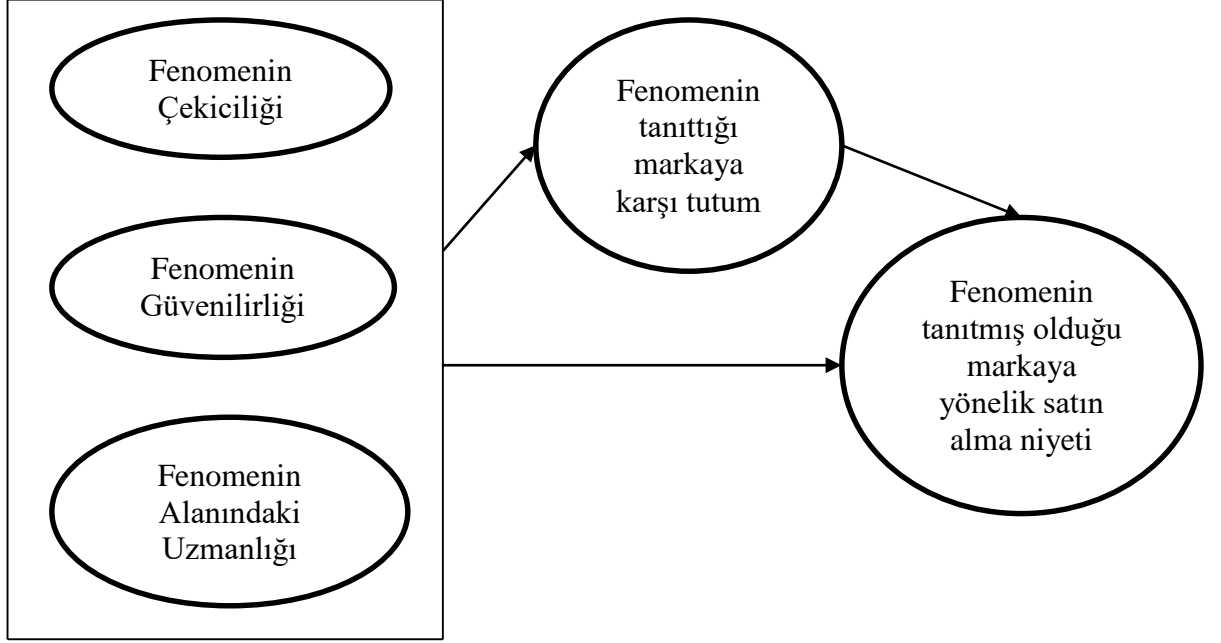 Fenomenin
Çekiciliği
Fenomenin
Güvenilirliği
Fenomenin
Alanındaki
Uzmanlığı
Fenomenin
tanıttığı
markaya
karşı tutum
Fenomenin
tanıtmış olduğu
markaya
yönelik satın
alma niyeti